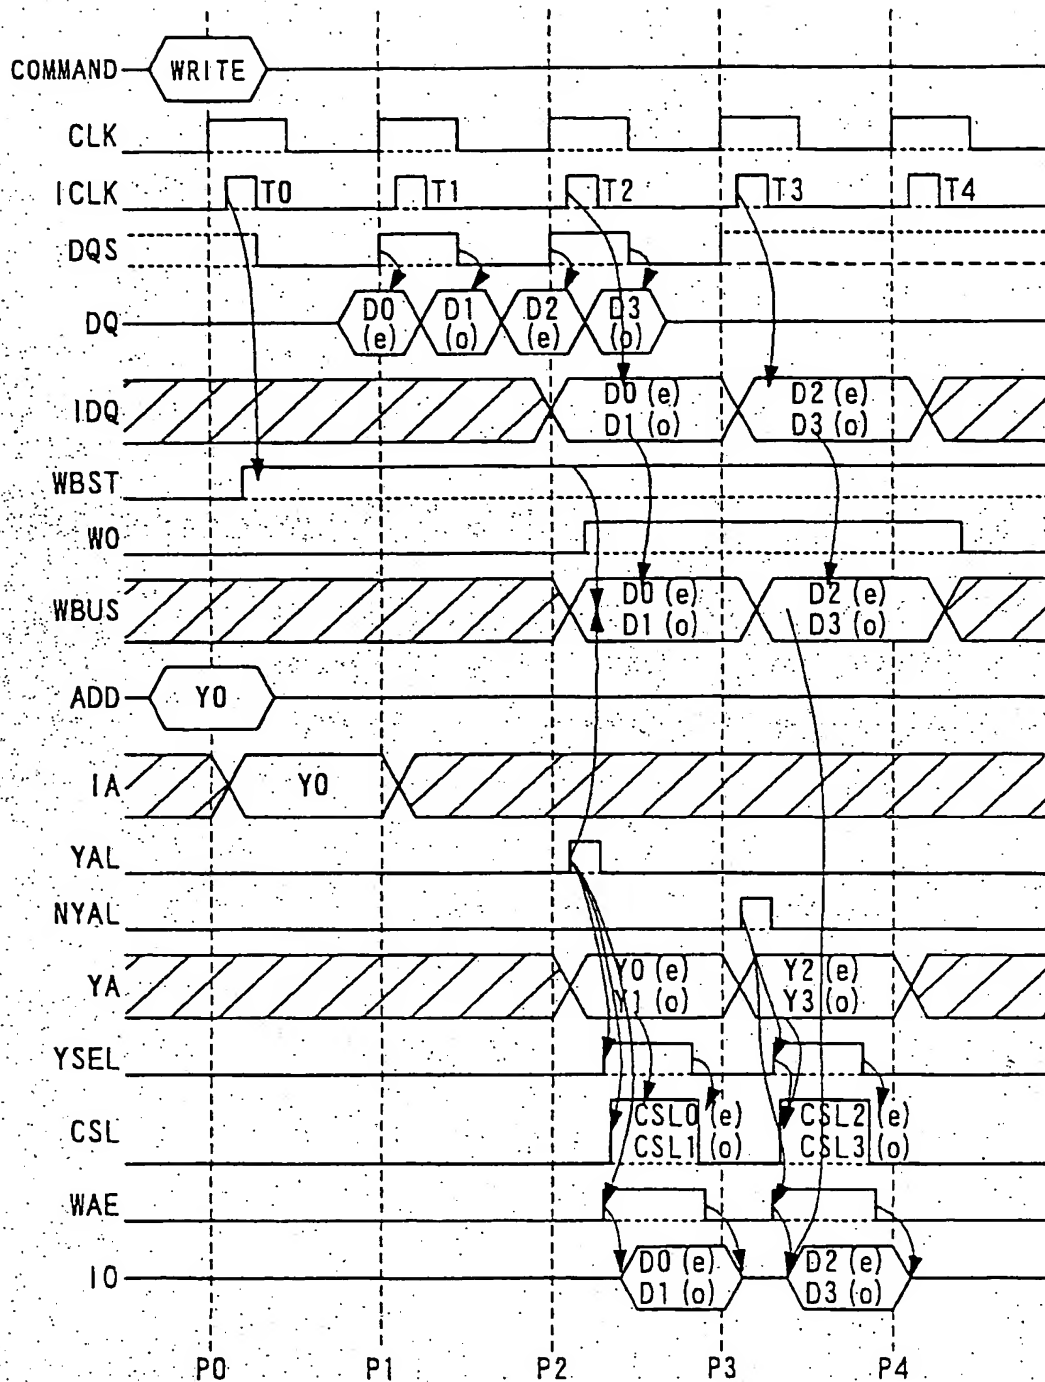 COMMAND WRITE
CLK
ICLK T0 T1 T2 T3 T4
DQS
DQ D0 D1 D2 D3
(e) (o) (e) (o)
IDQ D0 (e) D2 (e)
D1 (o) D3 (o)
WBST
WO
WBUS D0 (e) D2 (e)
D1 (o) D3 (o)
ADD Y0
IA Y0
YAL
NYAL
YA Y0 (e) Y2 (e)
Y1 (o) Y3 (o)
YSEL
CSL CSL0 (e) CSL2 (e)
CSL1 (o) CSL3 (o)
WAE
IO D0 (e) D2 (e)
D1 (o) D3 (o)
P0 P1 P2 P3 P4